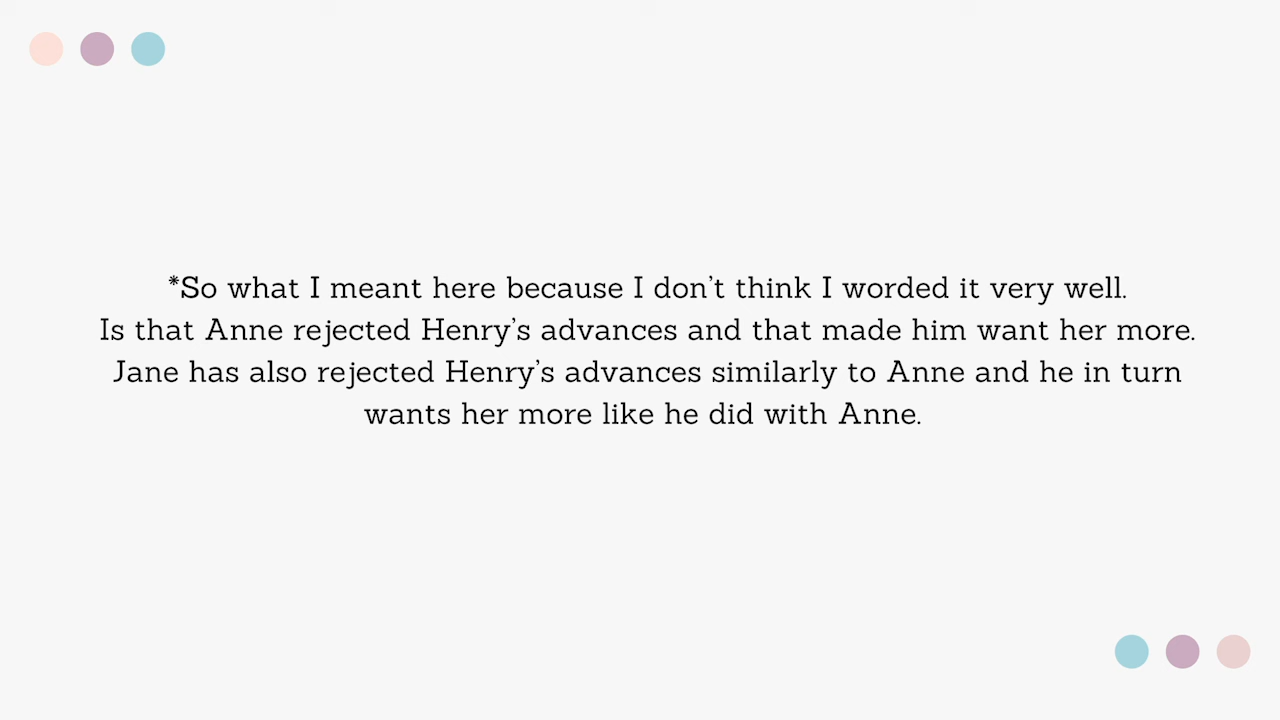 *So what I meant here because I don’t think I worded it very well.
Is that Anne rejected Henry’s advances and that made him want her more.
Jane has also rejected Henry’s advances similarly to Anne and he in turn
wants her more like he did with Anne.